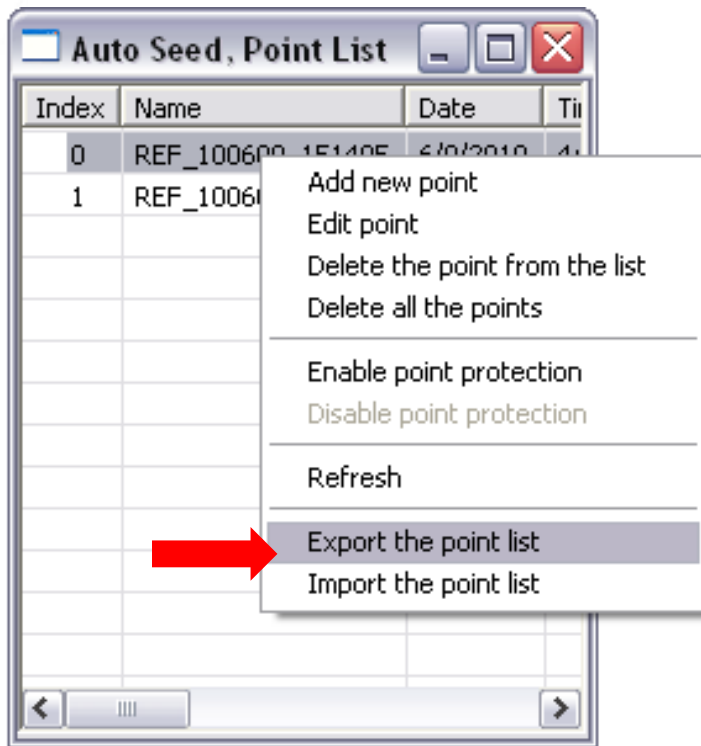 Auto Seed, Point List
Index Name Date
0
1
Add new point
Edit point
Delete the point from the list
Delete all the points
Enable point protection
Disable point protection
Refresh
Export the point list
Import the point list